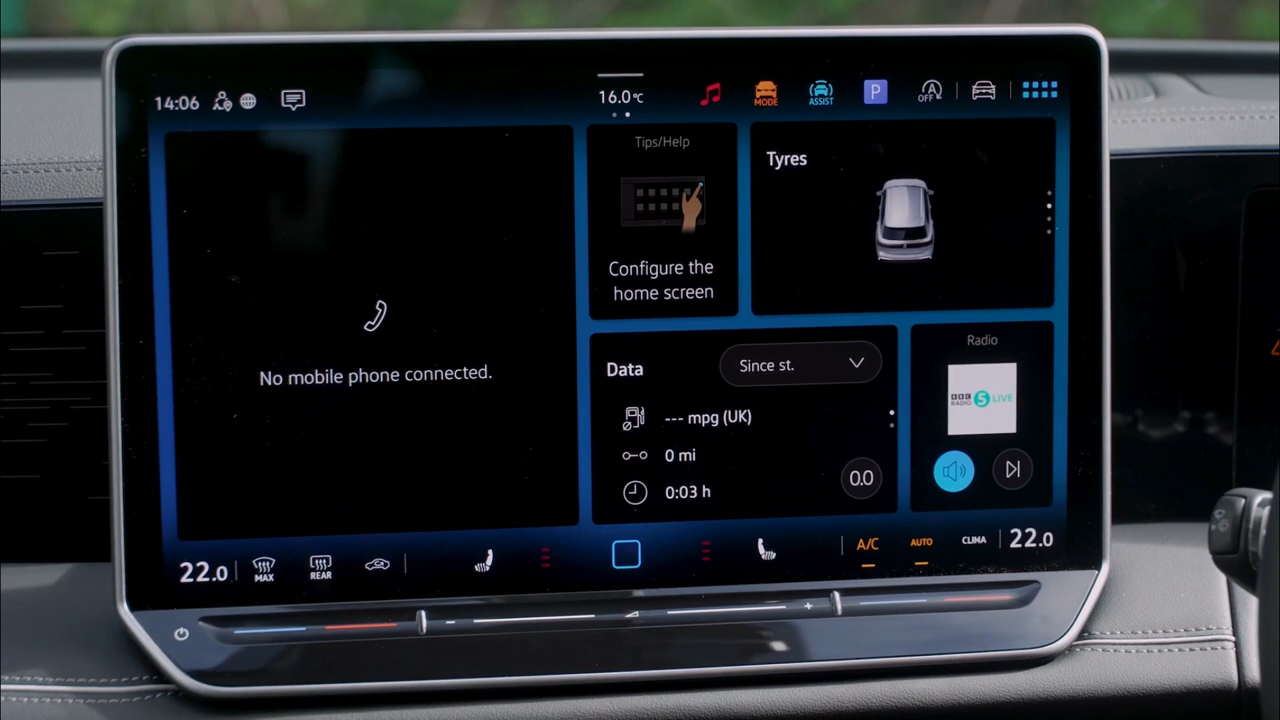 14:06
16.0°C
MODE
ASSIST
P
A
OFF
No mobile phone connected.
Tips/Help
Configure the
home screen
Tyres
Data
Since st.
--- mpg (UK)
0 mi
0:03 h
0.0
Radio
BBC
RADIO
5 LIVE
22.0
MAX
REAR
A/C
AUTO
CLIMA
22.0
- +